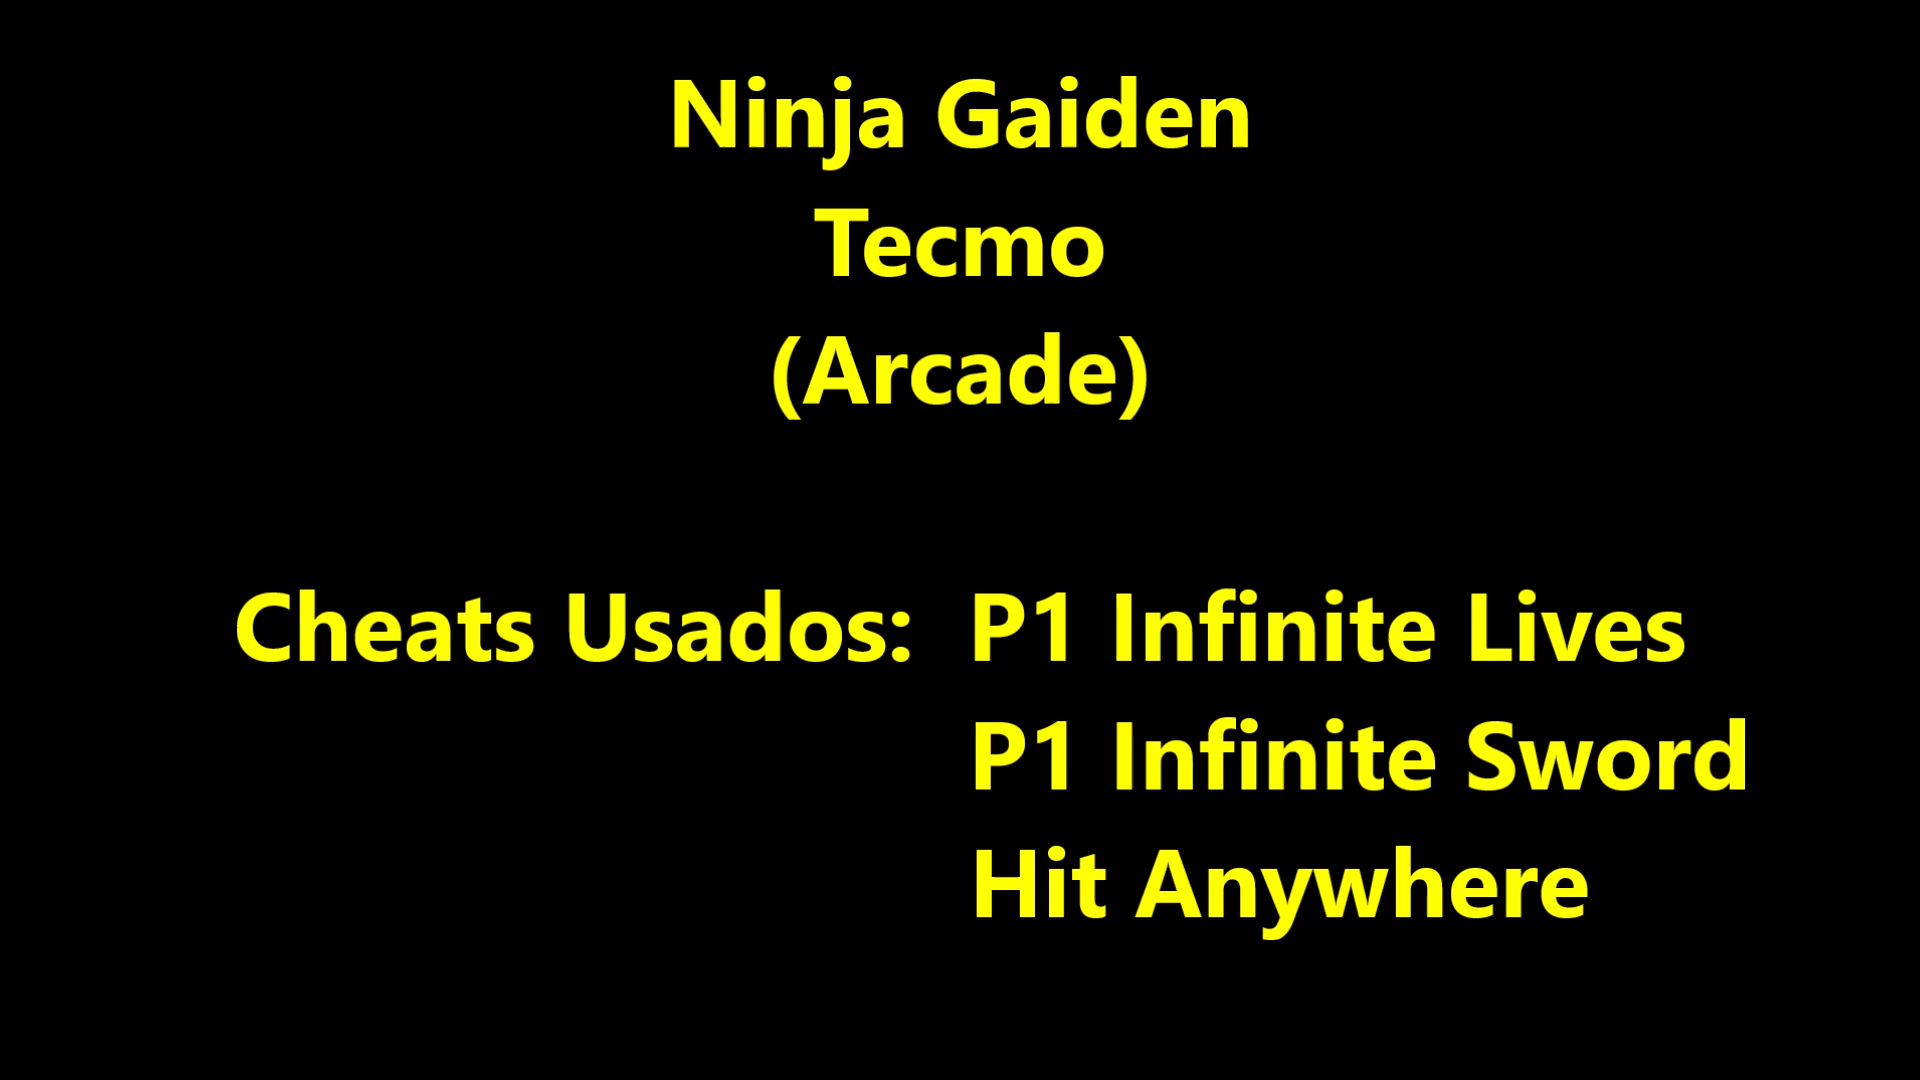 Ninja Gaiden
Tecmo
(Arcade)
Cheats Usados: P1 Infinite Lives
P1 Infinite Sword
Hit Anywhere